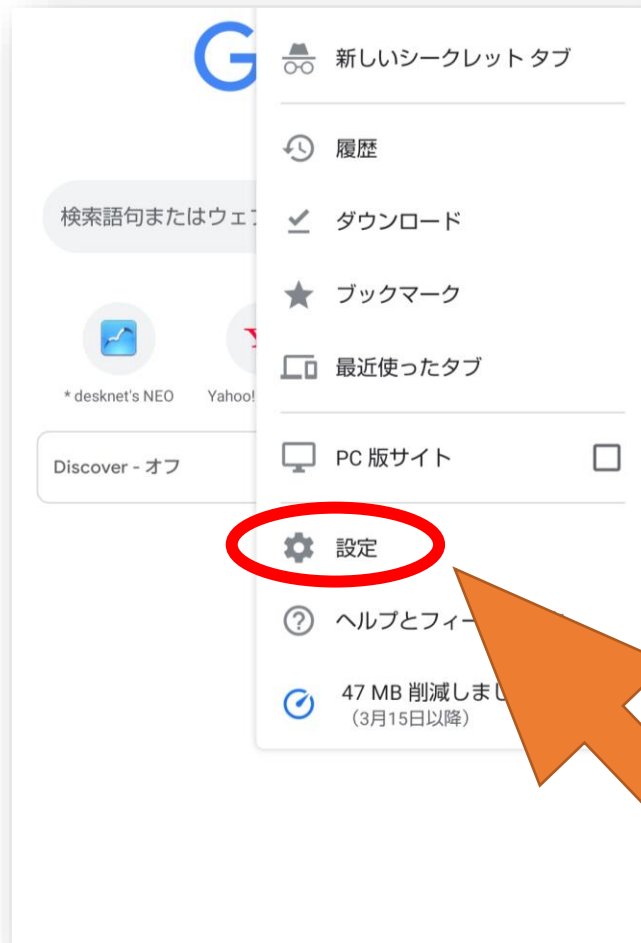 G
新しいシークレット タブ
履歴
検索語句またはウェブ
ダウンロード
ブックマーク
最近使ったタブ
* desknet's NEO
Yahoo!
PC 版サイト
Discover - オフ
設定
ヘルプとフィー
47 MB 削減しまし
（3月15日以降）